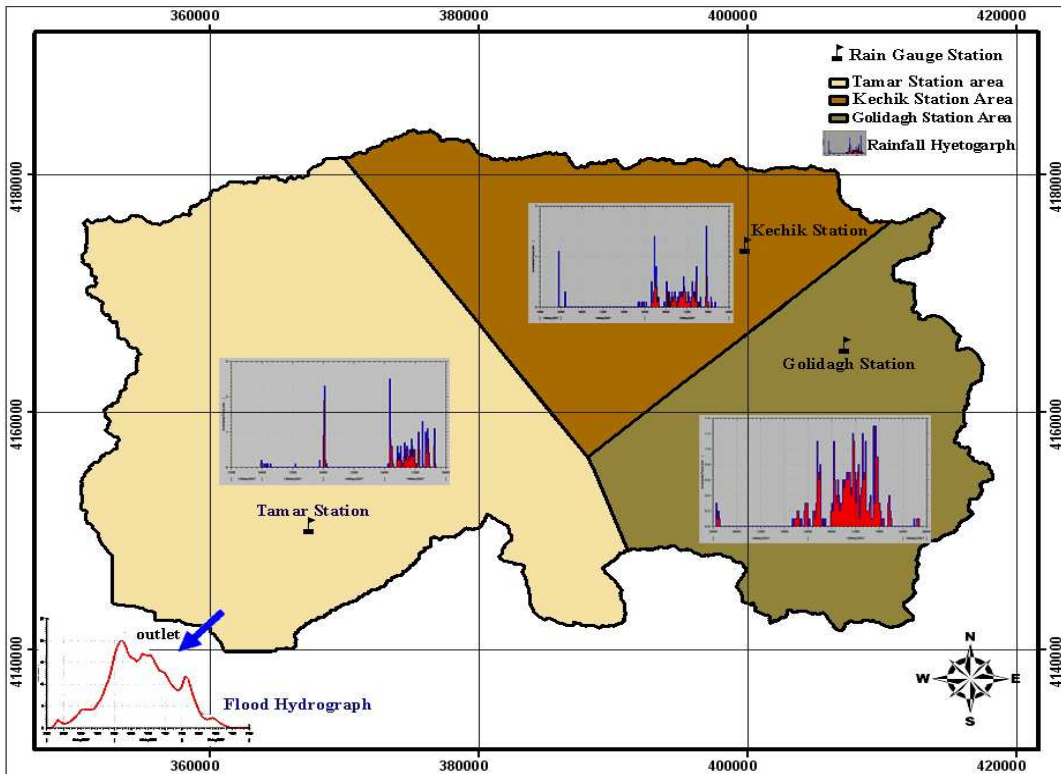 360000 380000 400000 420000
Rain Gauge Station
Tamar Station area
Kechik Station Area
Golidagh Station Area
Rainfall Hyetogarph
4180000
4180000
Kechik Station
Golidagh Station
4160000
4160000
Tamar Station
outlet
Flood Hydrograph
4140000
4140000
N
W E
S
360000 380000 400000 420000